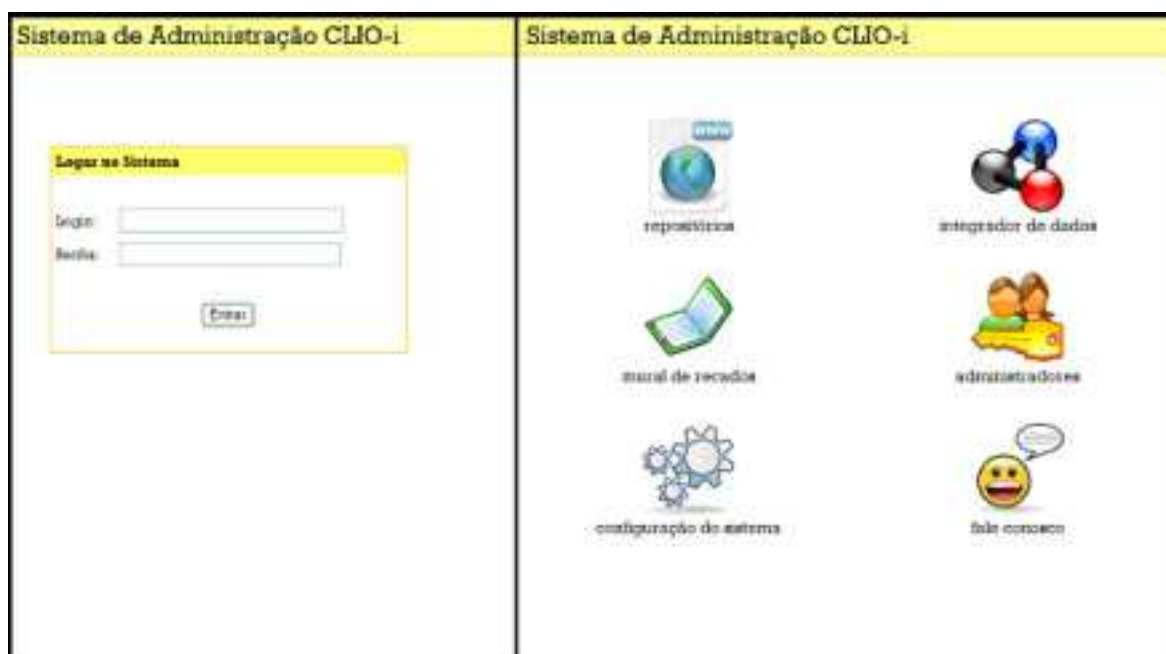 Sistema de Administração CLIO-i
Logar no Sistema
Login:
Senha:
Entrar
Sistema de Administração CLIO-i
www
repositórios
integrador de dados
mural de recados
administradores
configuração do sistema
fale conosco